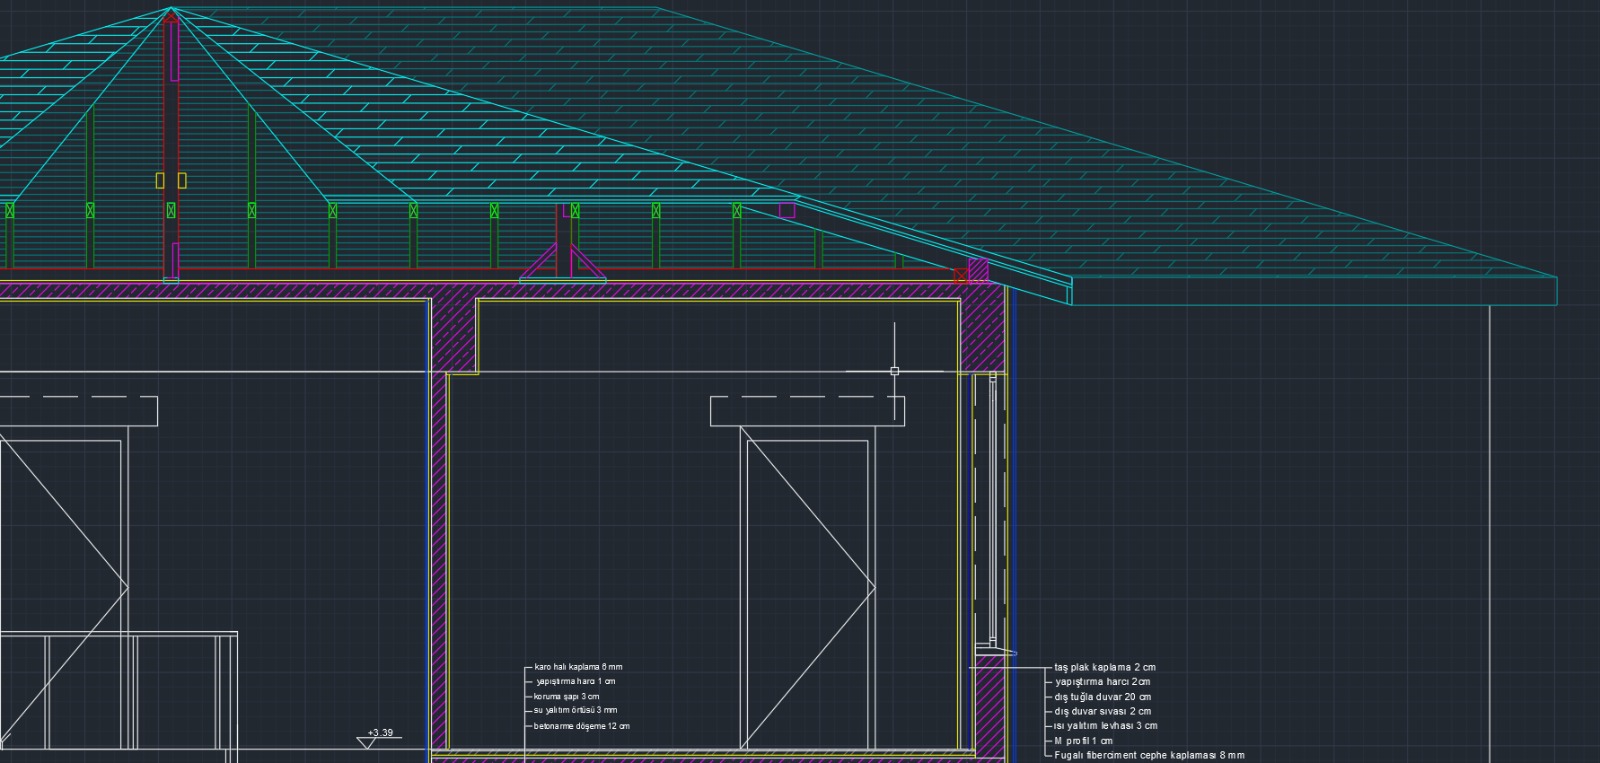 karo halı kaplama 6 mm
yapıştırma harcı 1 cm
koruma şapı 3 cm
su yalıtım örtüsü 3 mm
betonarme döşeme 12 cm
+3.39
taş plak kaplama 2 cm
yapıştırma harcı 2cm
dış tuğla duvar 20 cm
dış duvar sıvası 2 cm
ısı yalıtım levhası 3 cm
M profil 1 cm
Fugalı fiberciment cephe kaplaması 8 mm